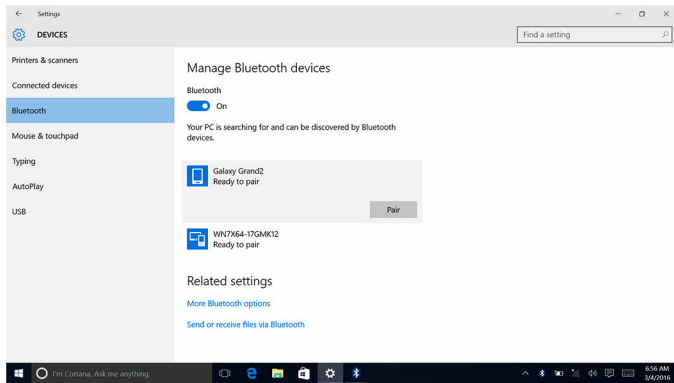 Settings
DEVICES
Find a setting
Printers & scanners
Connected devices
Bluetooth
Mouse & touchpad
Typing
AutoPlay
USB
Manage Bluetooth devices
Bluetooth
On
Your PC is searching for and can be discovered by Bluetooth
devices.
Galaxy Grand2
Ready to pair
Pair
WN7X64-17GMK12
Ready to pair
Related settings
More Bluetooth options
Send or receive files via Bluetooth
I'm Cortana. Ask me anything.
6:56 AM
3/4/2016